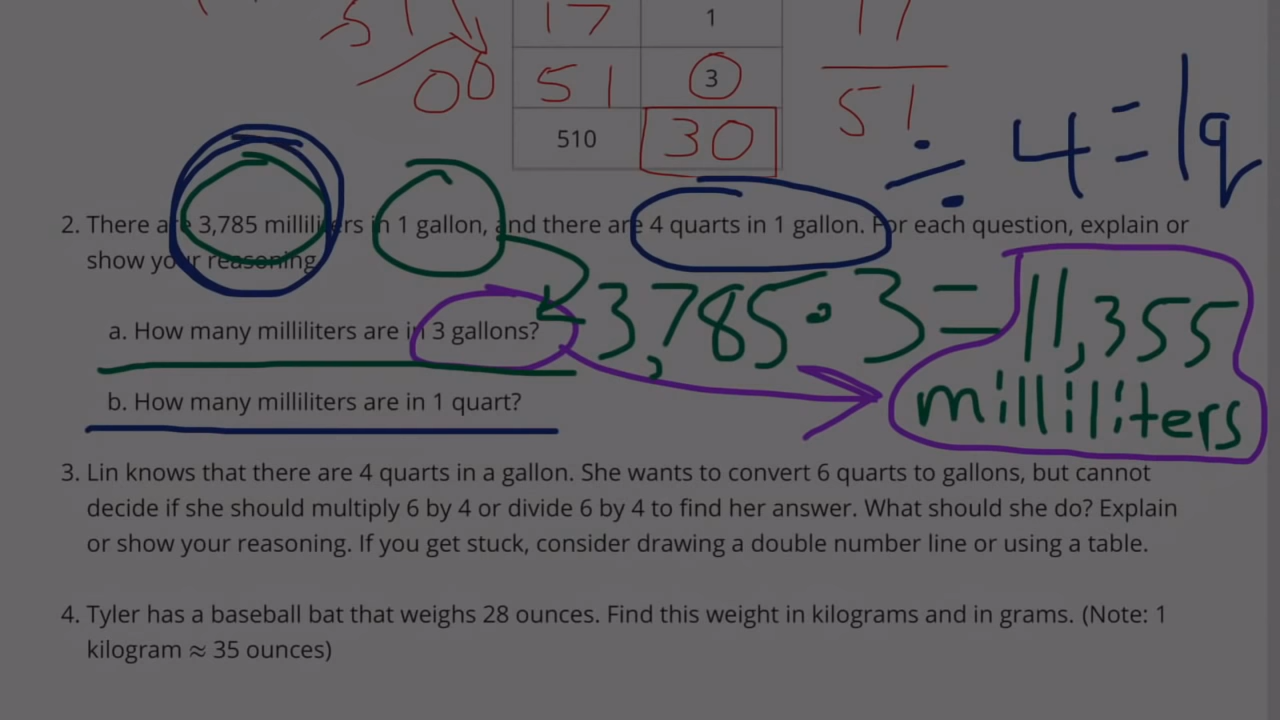 51 17 1 17
00 51 3 51
510 30
÷ 4 = 1q
2. There are 3,785 milliliters in 1 gallon, and there are 4 quarts in 1 gallon. For each question, explain or
show your reasoning.
a. How many milliliters are in 3 gallons? 3,785 · 3 = 11,355
milliliters
b. How many milliliters are in 1 quart?
3. Lin knows that there are 4 quarts in a gallon. She wants to convert 6 quarts to gallons, but cannot
decide if she should multiply 6 by 4 or divide 6 by 4 to find her answer. What should she do? Explain
or show your reasoning. If you get stuck, consider drawing a double number line or using a table.
4. Tyler has a baseball bat that weighs 28 ounces. Find this weight in kilograms and in grams. (Note: 1
kilogram ≈ 35 ounces)